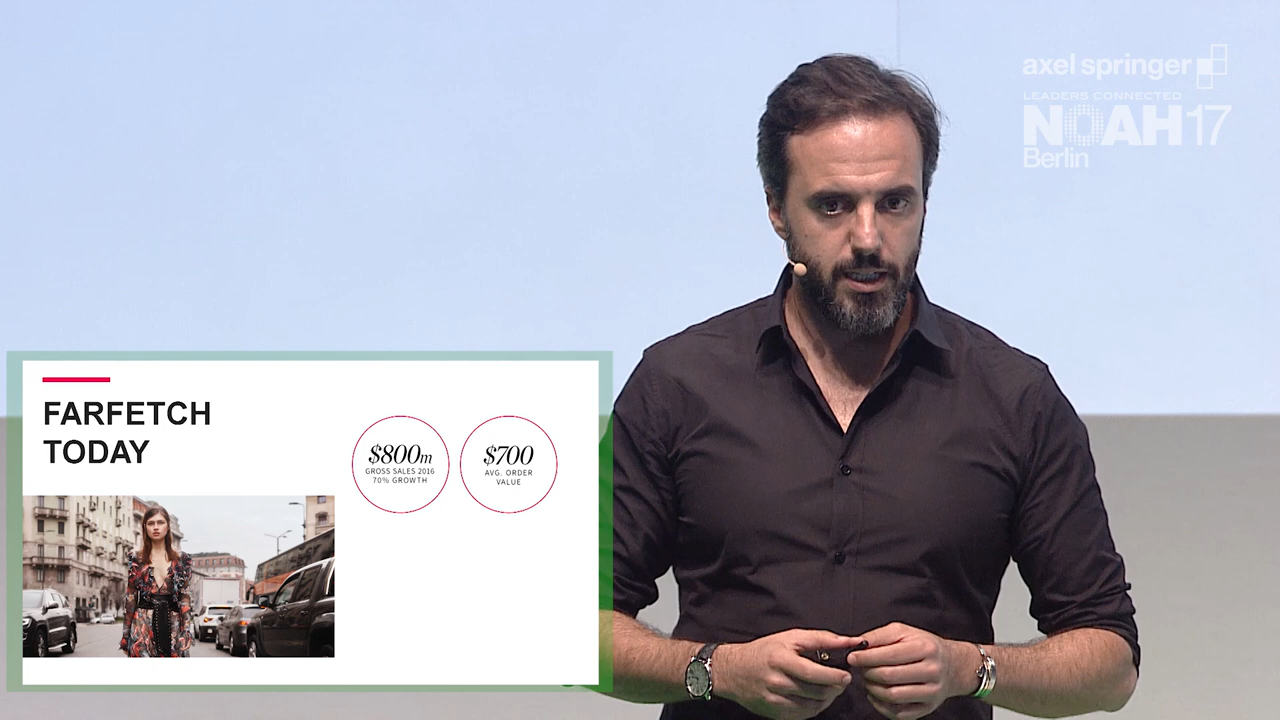 axel springer
LEADERS CONNECTED
NOAH17
Berlin
FARFETCH
TODAY
$800m
GROSS SALES 2016
70% GROWTH
$700
AVG. ORDER
VALUE